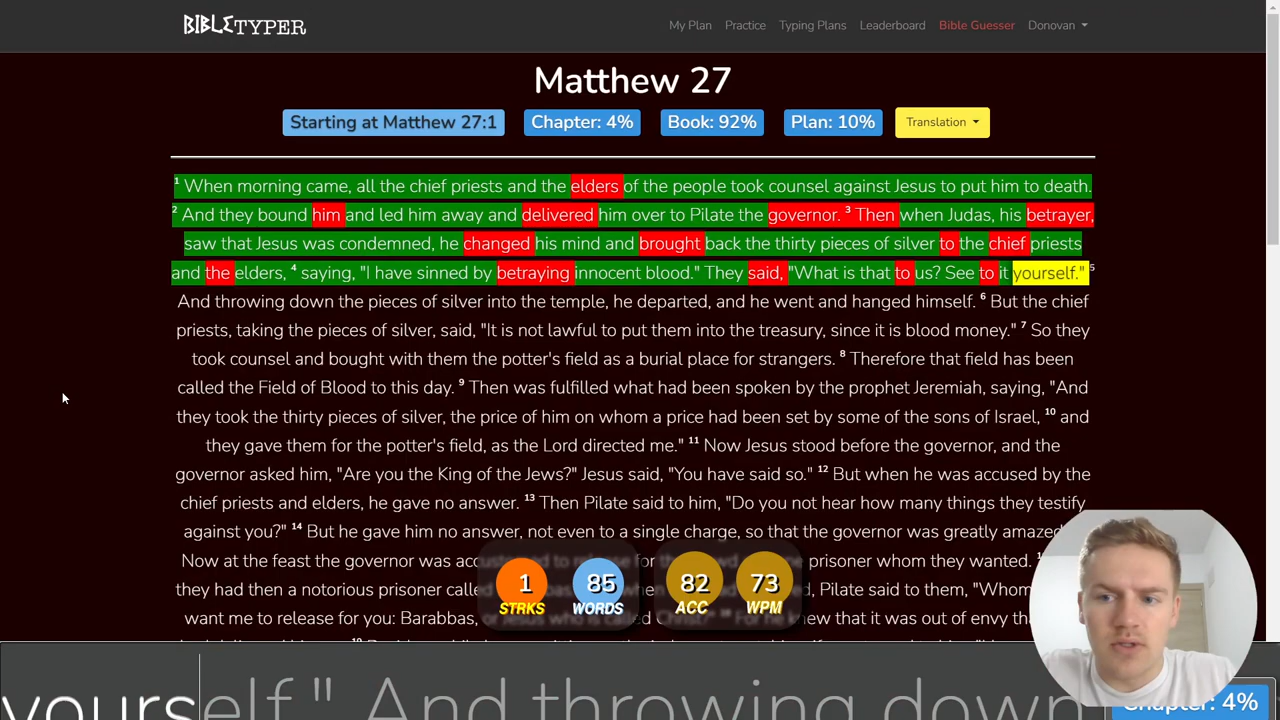 BIBLETYPER
My Plan Practice Typing Plans Leaderboard Bible Guesser Donovan
Matthew 27
Starting at Matthew 27:1 Chapter: 4% Book: 92% Plan: 10% Translation
1 When morning came, all the chief priests and the elders of the people took counsel against Jesus to put him to death.
2 And they bound him and led him away and delivered him over to Pilate the governor. 3 Then when Judas, his betrayer,
saw that Jesus was condemned, he changed his mind and brought back the thirty pieces of silver to the chief priests
and the elders, 4 saying, "I have sinned by betraying innocent blood." They said, "What is that to us? See to it yourself." 5
And throwing down the pieces of silver into the temple, he departed, and he went and hanged himself. 6 But the chief
priests, taking the pieces of silver, said, "It is not lawful to put them into the treasury, since it is blood money." 7 So they
took counsel and bought with them the potter's field as a burial place for strangers. 8 Therefore that field has been
called the Field of Blood to this day. 9 Then was fulfilled what had been spoken by the prophet Jeremiah, saying, "And
they took the thirty pieces of silver, the price of him on whom a price had been set by some of the sons of Israel, 10 and
they gave them for the potter's field, as the Lord directed me." 11 Now Jesus stood before the governor, and the
governor asked him, "Are you the King of the Jews?" Jesus said, "You have said so." 12 But when he was accused by the
chief priests and elders, he gave no answer. 13 Then Pilate said to him, "Do you not hear how many things they testify
against you?" 14 But he gave him no answer, not even to a single charge, so that the governor was greatly amazed
Now at the feast the governor was for prisoner whom they wanted.
they had then a notorious prisoner called Pilate said to them, "Whom
want me to release for you: Barabbas, or Jesus who is called Christ?" 18 For he knew that it was out of envy
1 STRKS 85 WORDS 82 ACC 73 WPM
yourself." And throwing down
Chapter: 4%